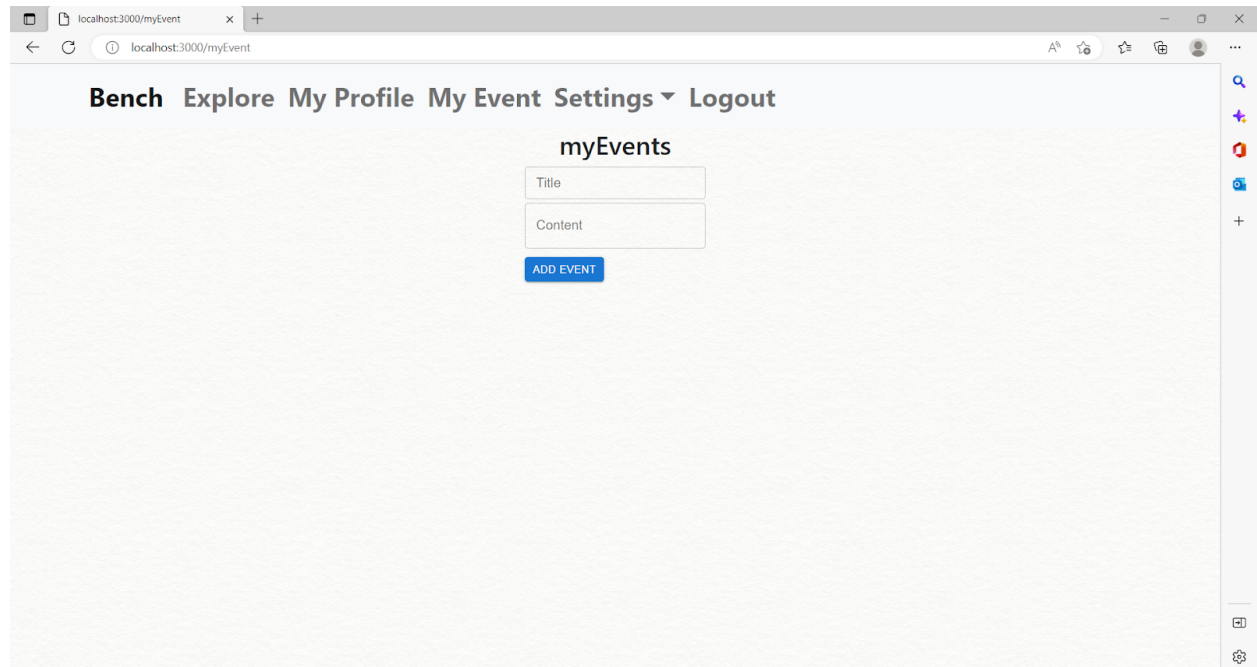 localhost:3000/myEvent
localhost:3000/myEvent
Bench Explore My Profile My Event Settings Logout
myEvents
Title
Content
ADD EVENT